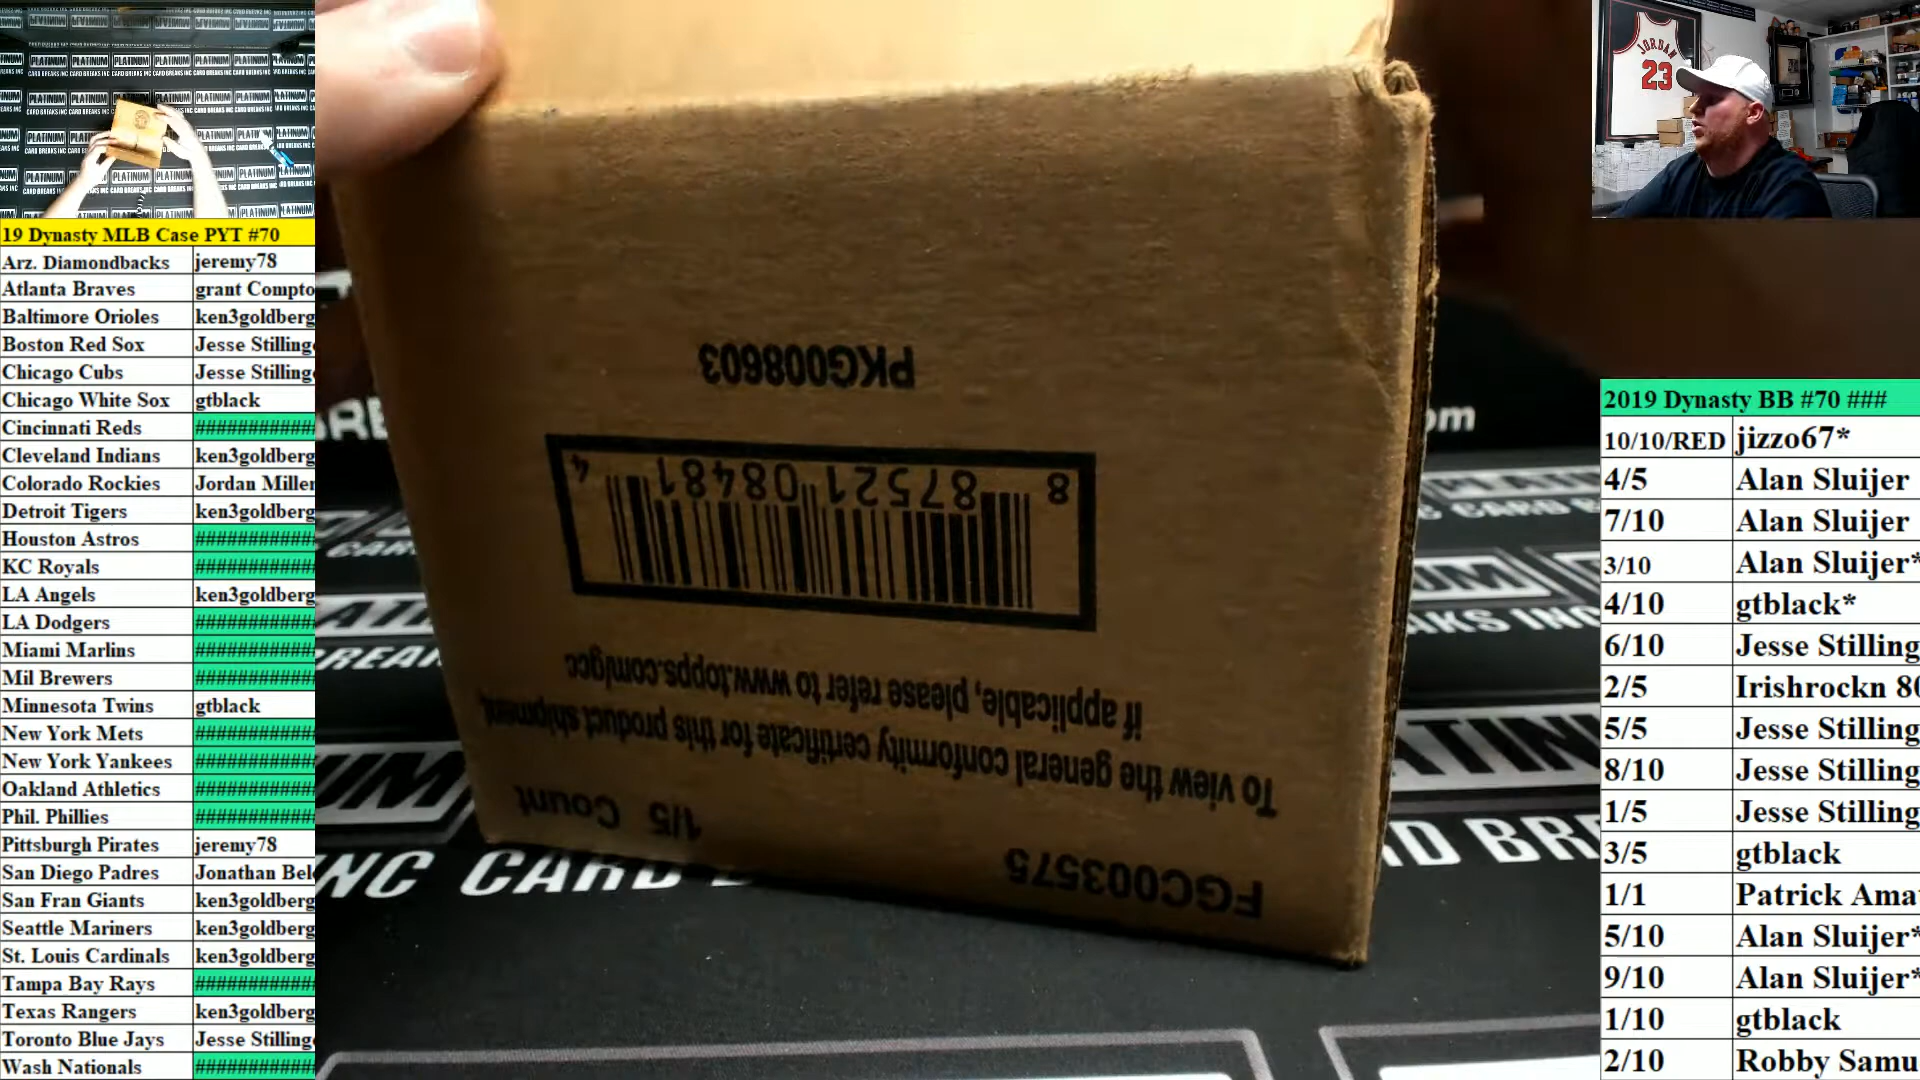 19 Dynasty MLB Case PYT #70
Arz. Diamondbacks jeremy78
Atlanta Braves grant Compto
Baltimore Orioles ken3goldberg
Boston Red Sox Jesse Stillinge
Chicago Cubs Jesse Stillinge
Chicago White Sox gtblack
Cincinnati Reds ############
Cleveland Indians ken3goldberg
Colorado Rockies Jordan Miller
Detroit Tigers ken3goldberg
Houston Astros ############
KC Royals ############
LA Angels ken3goldberg
LA Dodgers ############
Miami Marlins ############
Mil Brewers ############
Minnesota Twins gtblack
New York Mets ############
New York Yankees ############
Oakland Athletics ############
Phil. Phillies ############
Pittsburgh Pirates jeremy78
San Diego Padres Jonathan Bel
San Fran Giants ken3goldberg
Seattle Mariners ken3goldberg
St. Louis Cardinals ken3goldberg
Tampa Bay Rays ############
Texas Rangers ken3goldberg
Toronto Blue Jays Jesse Stillinge
Wash Nationals ############
FGC003575
1/5 Count
To view the general conformity certificate for this product shipment,
if applicable, please refer to www.topps.com/gcc
8 87521 08481 4
PKG008603
INC CARD BRE
JORDAN
23
2019 Dynasty BB #70 ###
10/10/RED jizzo67*
4/5 Alan Sluijer
7/10 Alan Sluijer
3/10 Alan Sluijer*
4/10 gtblack*
6/10 Jesse Stilling
2/5 Irishrockn 80
5/5 Jesse Stilling
8/10 Jesse Stilling
1/5 Jesse Stilling
3/5 gtblack
1/1 Patrick Ama
5/10 Alan Sluijer*
9/10 Alan Sluijer*
1/10 gtblack
2/10 Robby Samu